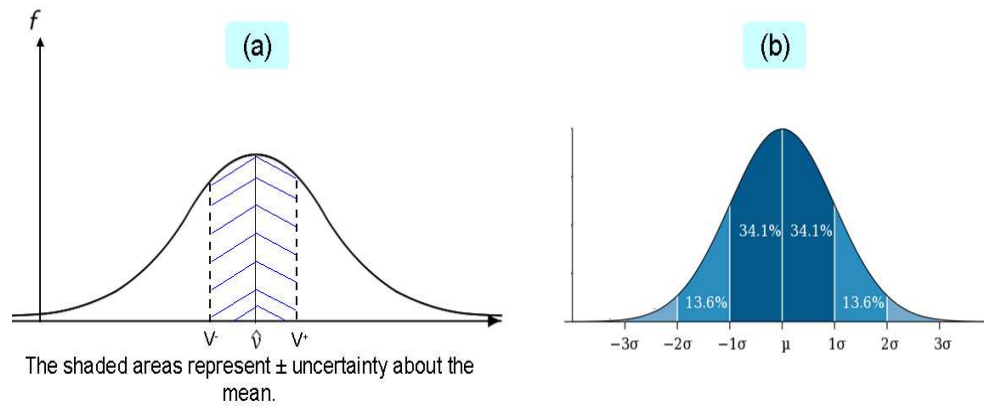 f
(a)
V- v̂ V+
The shaded areas represent ± uncertainty about the
mean.
(b)
34.1% 34.1%
13.6% 13.6%
−3σ −2σ −1σ μ 1σ 2σ 3σ